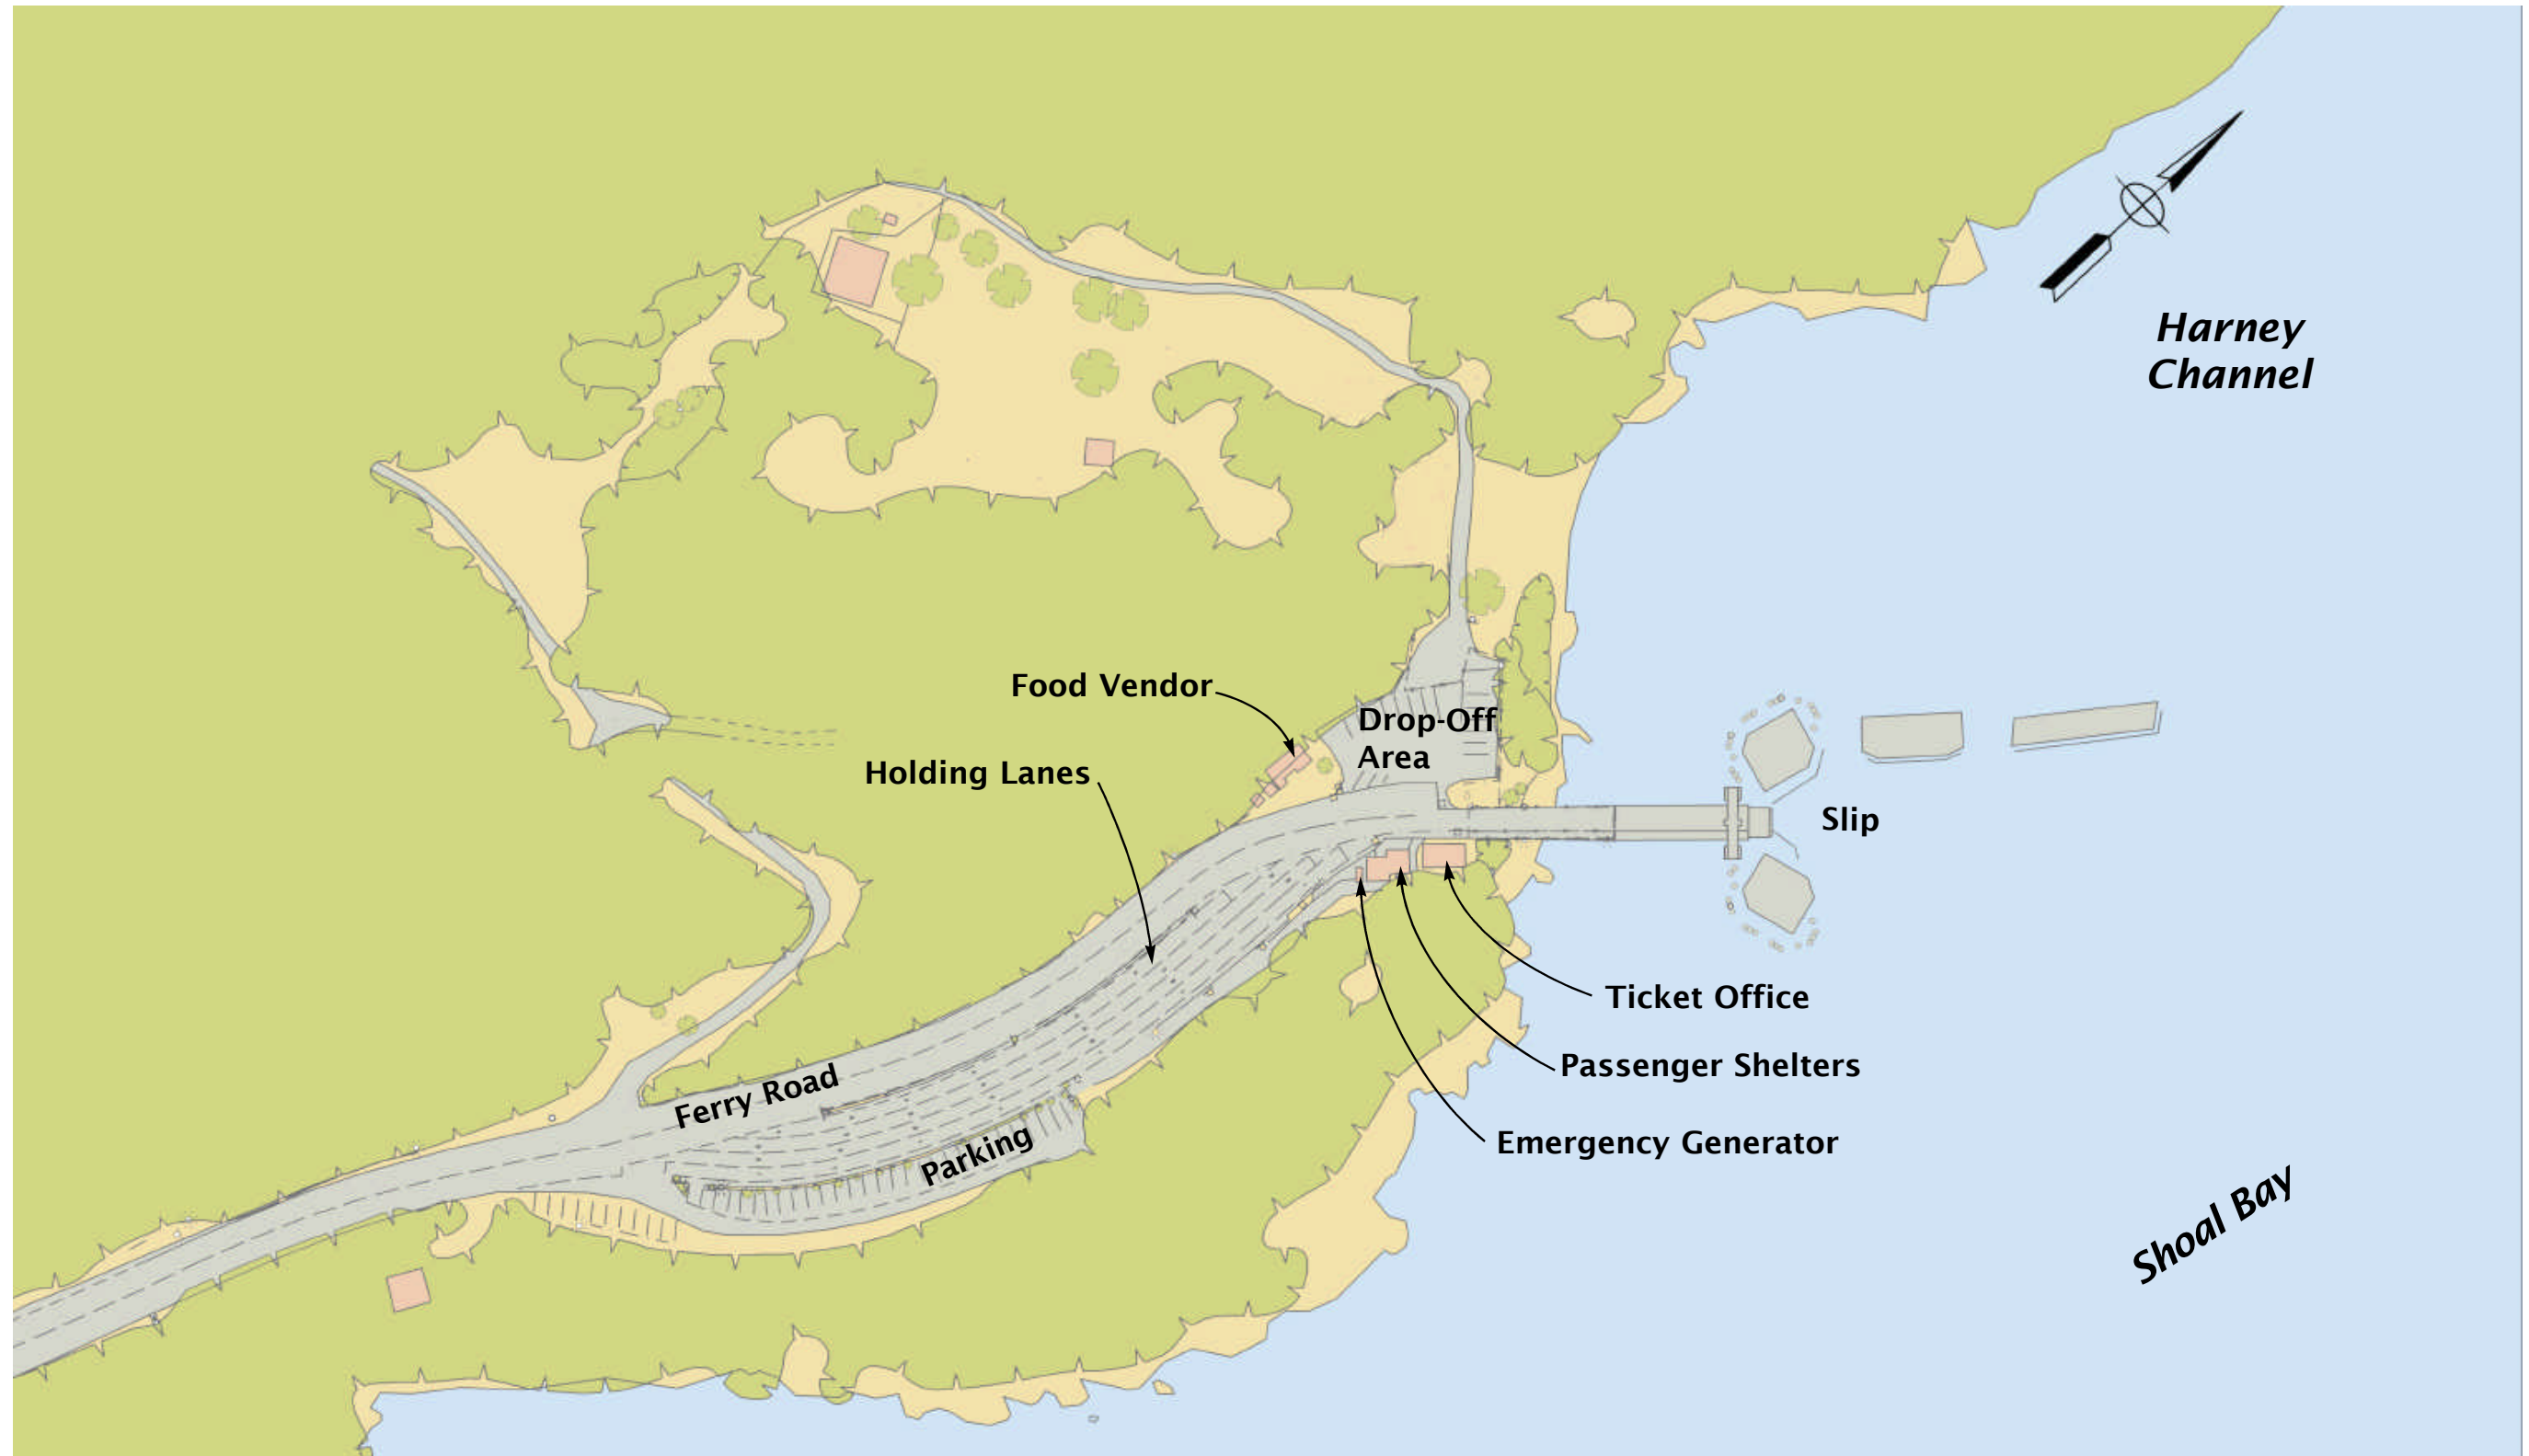 Harney
Channel
Food Vendor
Drop-Off
Area
Holding Lanes
Slip
Ticket Office
Passenger Shelters
Ferry Road
Parking
Emergency Generator
Shoal Bay